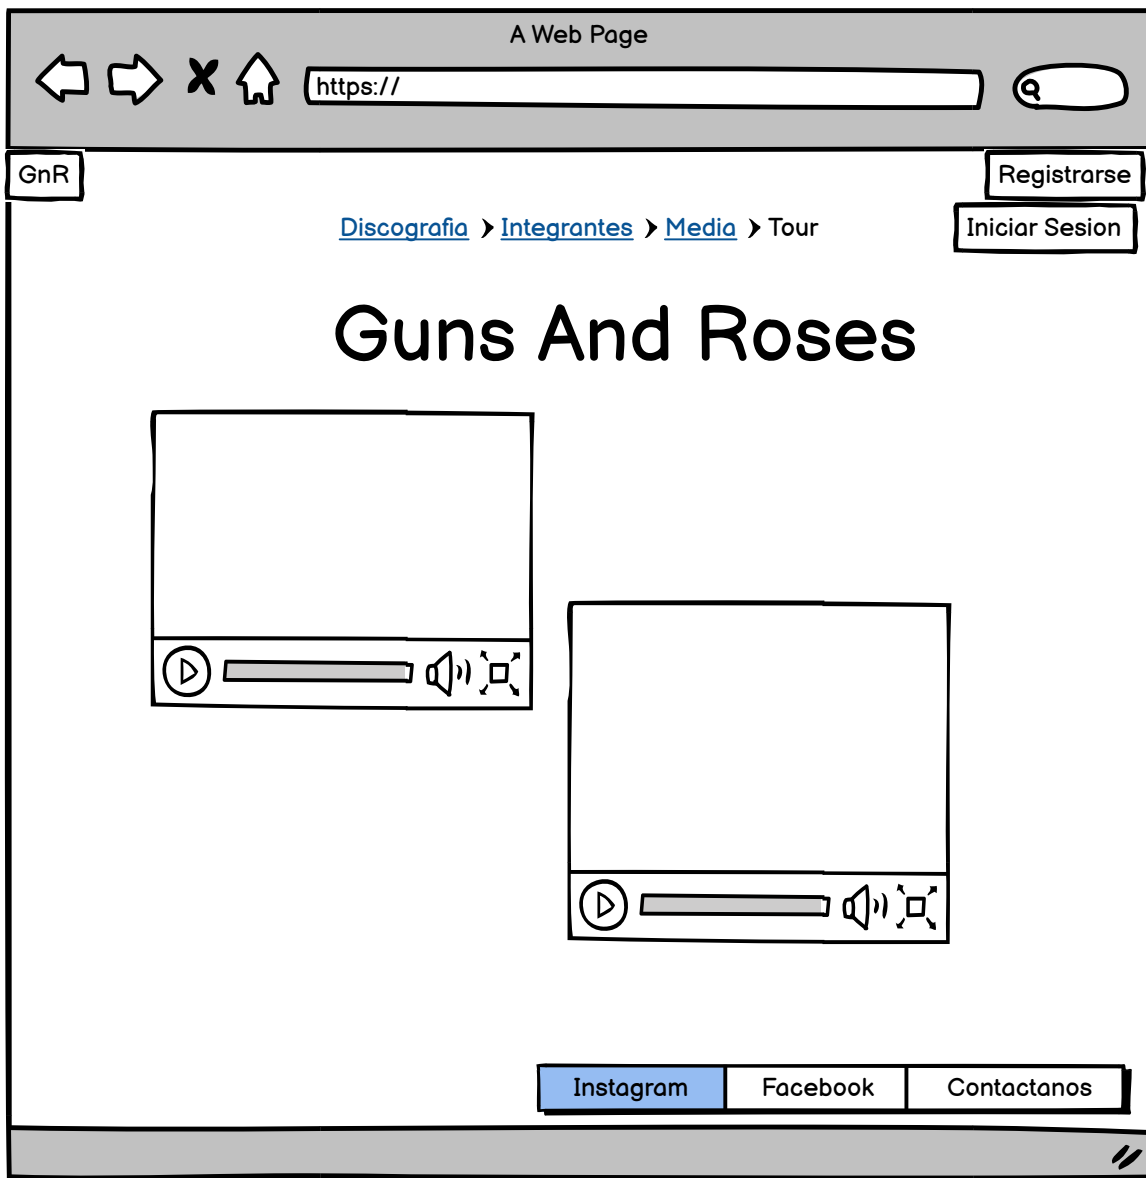 A Web Page
https://
GnR
Registrarse
Discografia Integrantes Media Tour
Iniciar Sesion
Guns And Roses
Instagram Facebook Contactanos